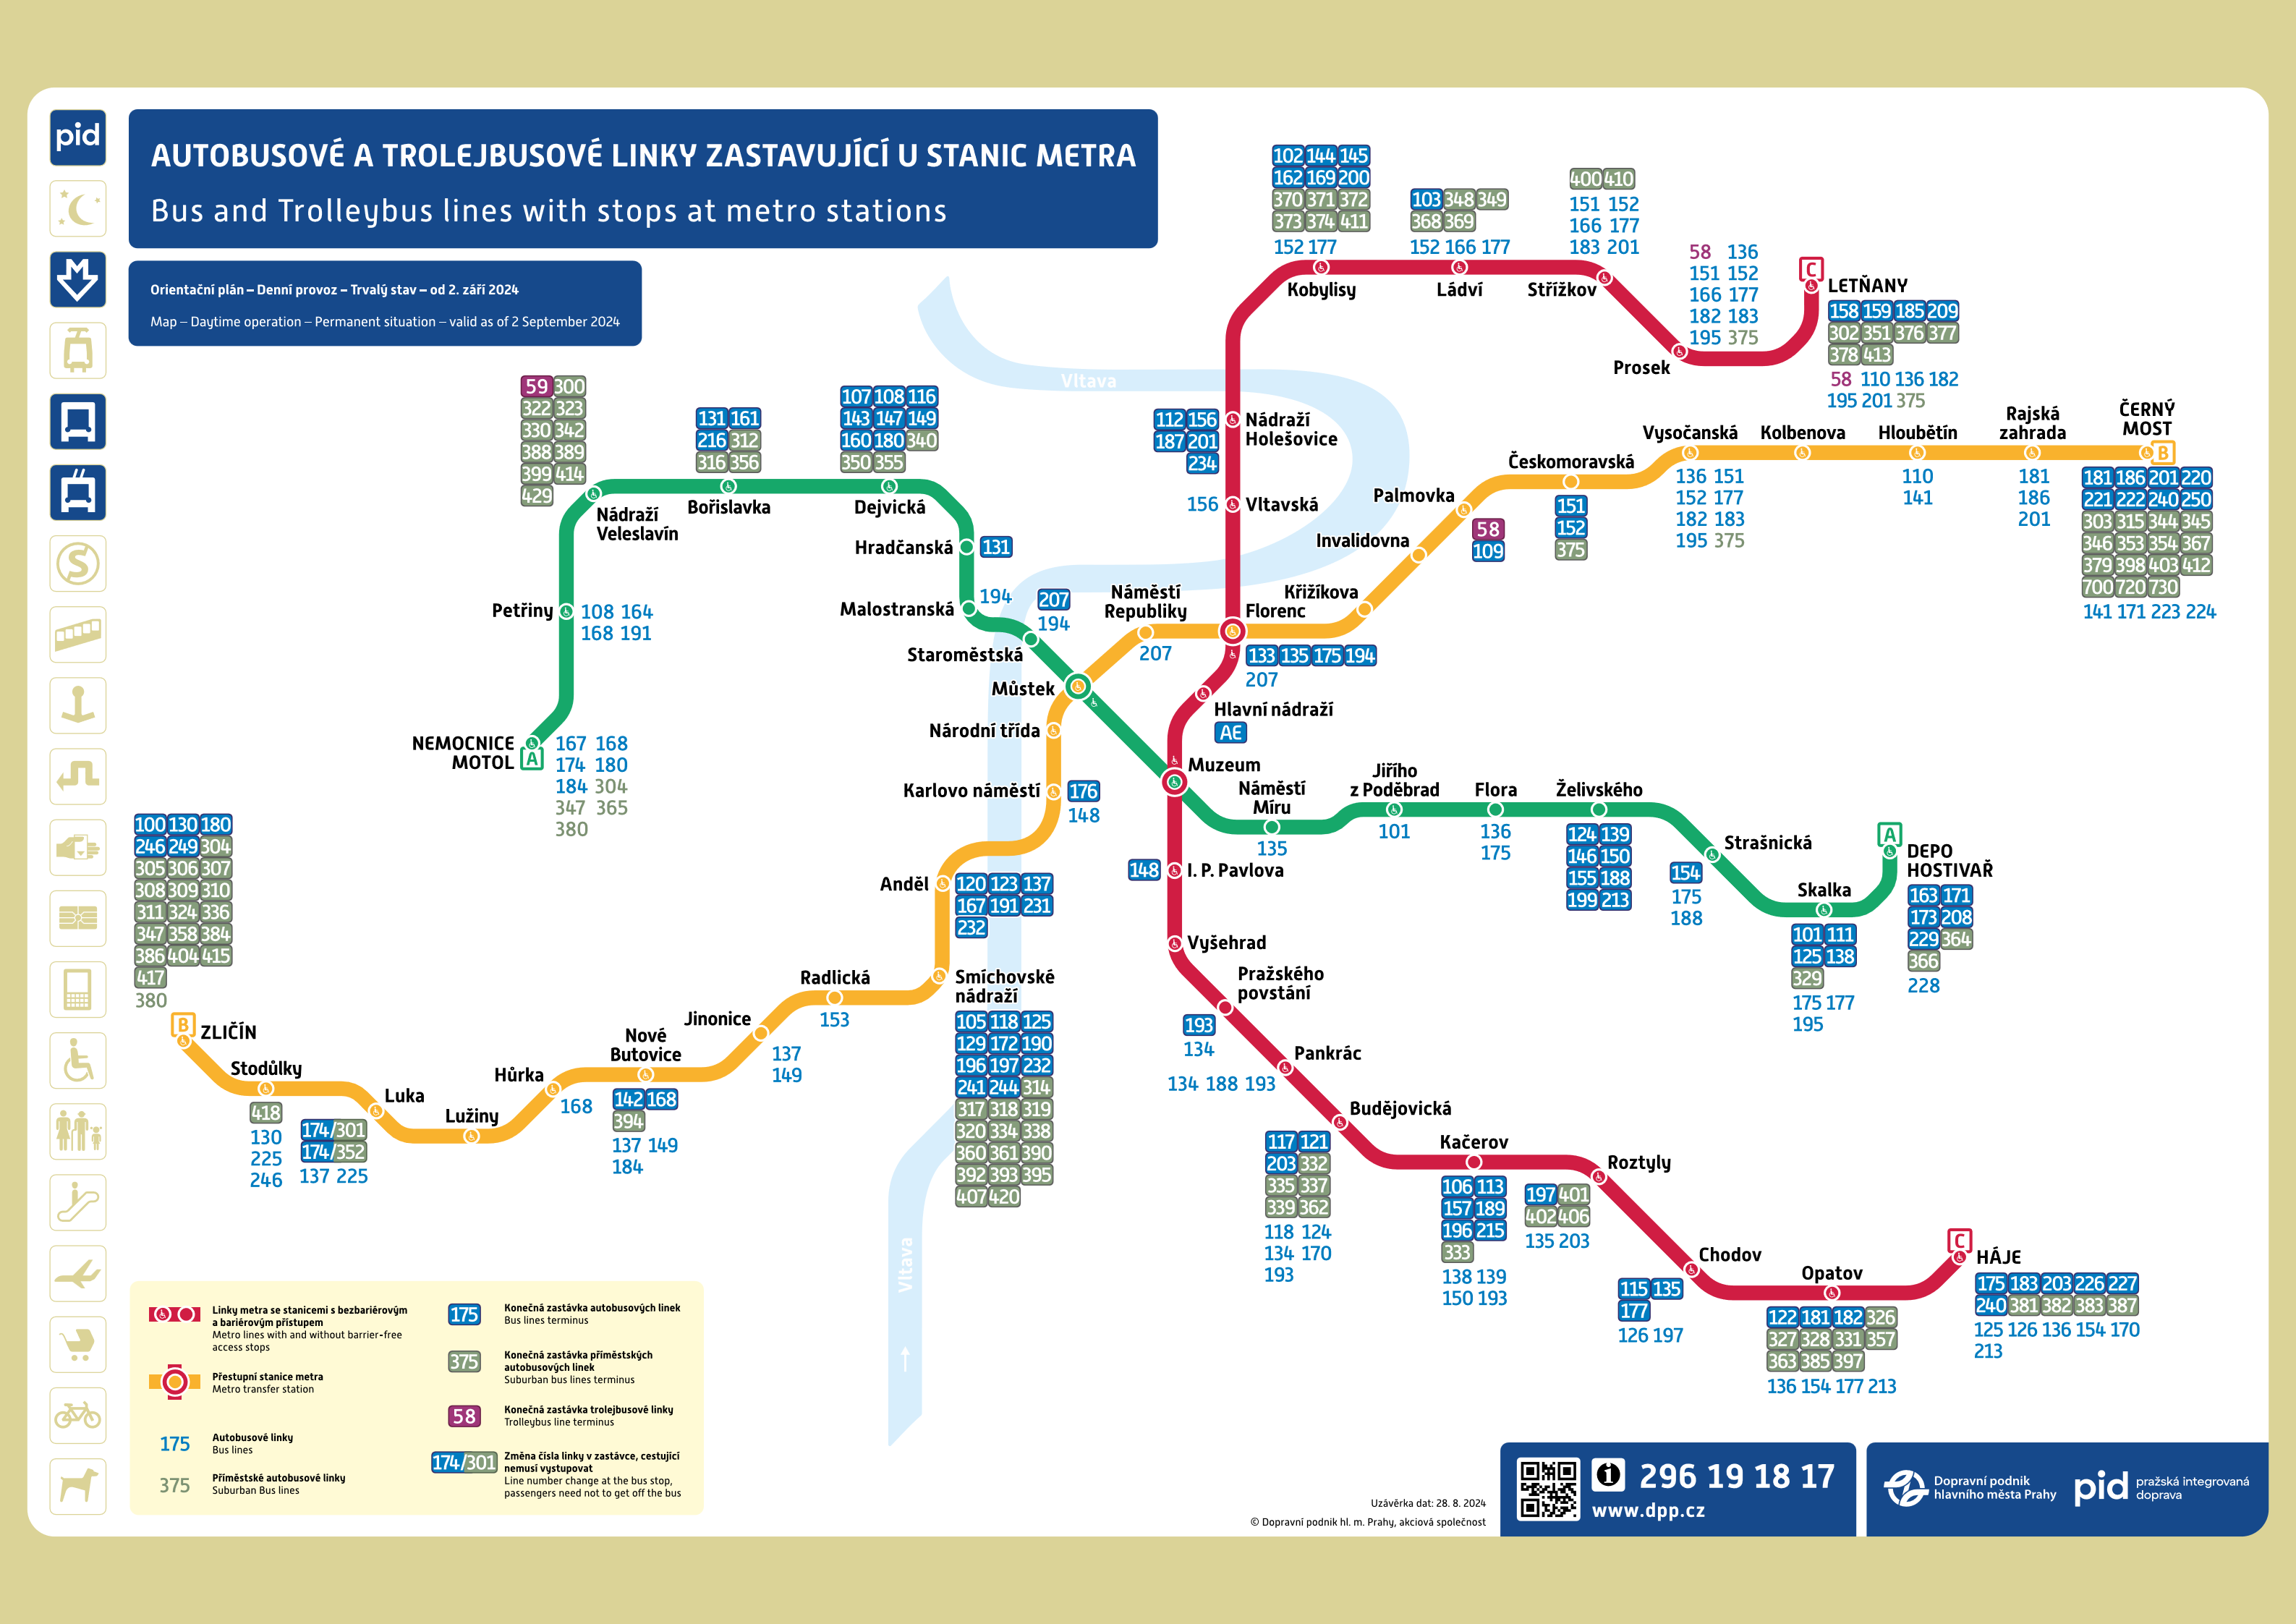 pid
AUTOBUSOVÉ A TROLEJBUSOVÉ LINKY ZASTAVUJÍCÍ U STANIC METRA
Bus and Trolleybus lines with stops at metro stations
Orientační plán – Denní provoz – Trvalý stav – od 2. září 2024
Map – Daytime operation – Permanent situation – valid as of 2 September 2024
102 144 145
162 169 200
370 371 372
373 374 411
152 177
Kobylisy
103 348 349
368 369
152 166 177
Ládví
400 410
151 152
166 177
183 201
Střížkov
58 136
151 152
166 177
182 183
195 375
Prosek
C
LETŇANY
158 159 185 209
302 351 376 377
378 413
58 110 136 182
195 201 375
Vltava
59 300
322 323
330 342
388 389
399 414
429
Nádraží
Veleslavín
131 161
216 312
316 356
Bořislavka
107 108 116
143 147 149
160 180 340
350 355
Dejvická
Hradčanská
131
Malostranská
194
207
194
Staroměstská
Můstek
Petřiny
108 164
168 191
NEMOCNICE
MOTOL
A
167 168
174 180
184 304
347 365
380
112 156
187 201
234
Nádraží
Holešovice
156
Vltavská
Náměstí
Republiky
207
Florenc
133 135 175 194
207
Křižíkova
Invalidovna
Palmovka
58
109
Českomoravská
151
152
375
Vysočanská
136 151
152 177
182 183
195 375
Kolbenova
Hloubětín
110
141
Rajská
zahrada
181
186
201
ČERNÝ
MOST
B
181 186 201 220
221 222 240 250
303 315 344 345
346 353 354 367
379 398 403 412
700 720 730
141 171 223 224
Hlavní nádraží
AE
Muzeum
Národní třída
Karlovo náměstí
176
148
Anděl
120 123 137
167 191 231
232
Smíchovské
nádraží
105 118 125
129 172 190
196 197 232
241 244 314
317 318 319
320 334 338
360 361 390
392 393 395
407 420
Radlická
153
Jinonice
137
149
Nové
Butovice
142 168
394
137 149
184
Hůrka
168
Lužiny
Luka
174/301
174/352
137 225
Stodůlky
418
130
225
246
100 130 180
246 249 304
305 306 307
308 309 310
311 324 336
347 358 384
386 404 415
417
380
B
ZLIČÍN
Náměstí
Míru
135
Jiřího
z Poděbrad
101
Flora
136
175
Želivského
124 139
146 150
155 188
199 213
Strašnická
154
175
188
Skalka
101 111
125 138
329
175 177
195
A
DEPO
HOSTIVAŘ
163 171
173 208
229 364
366
228
148
I. P. Pavlova
Vyšehrad
Pražského
povstání
193
134
Pankrác
134 188 193
Budějovická
117 121
203 332
335 337
339 362
118 124
134 170
193
Kačerov
106 113
157 189
196 215
333
138 139
150 193
Roztyly
197 401
402 406
135 203
Chodov
115 135
177
126 197
Opatov
122 181 182 326
327 328 331 357
363 385 397
136 154 177 213
C
HÁJE
175 183 203 226 227
240 381 382 383 387
125 126 136 154 170
213
Vltava
Linky metra se stanicemi s bezbariérovým
a bariérovým přístupem
Metro lines with and without barrier-free
access stops
Přestupní stanice metra
Metro transfer station
175
Autobusové linky
Bus lines
375
Příměstské autobusové linky
Suburban Bus lines
175
Konečná zastávka autobusových linek
Bus lines terminus
375
Konečná zastávka příměstských
autobusových linek
Suburban bus lines terminus
58
Konečná zastávka trolejbusové linky
Trolleybus line terminus
174/301
Změna čísla linky v zastávce, cestující
nemusí vystupovat
Line number change at the bus stop,
passengers need not to get off the bus
Uzávěrka dat: 28. 8. 2024
© Dopravní podnik hl. m. Prahy, akciová společnost
296 19 18 17
www.dpp.cz
Dopravní podnik
hlavního města Prahy
pid
pražská integrovaná
doprava